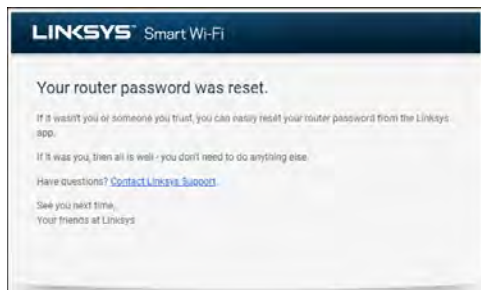 LINKSYS™ Smart Wi-Fi
Your router password was reset.
If it wasn't you or someone you trust, you can easily reset your router password from the Linksys
app.
If it was you, then all is well - you don't need to do anything else.
Have questions? Contact Linksys Support.
See you next time,
Your friends at Linksys